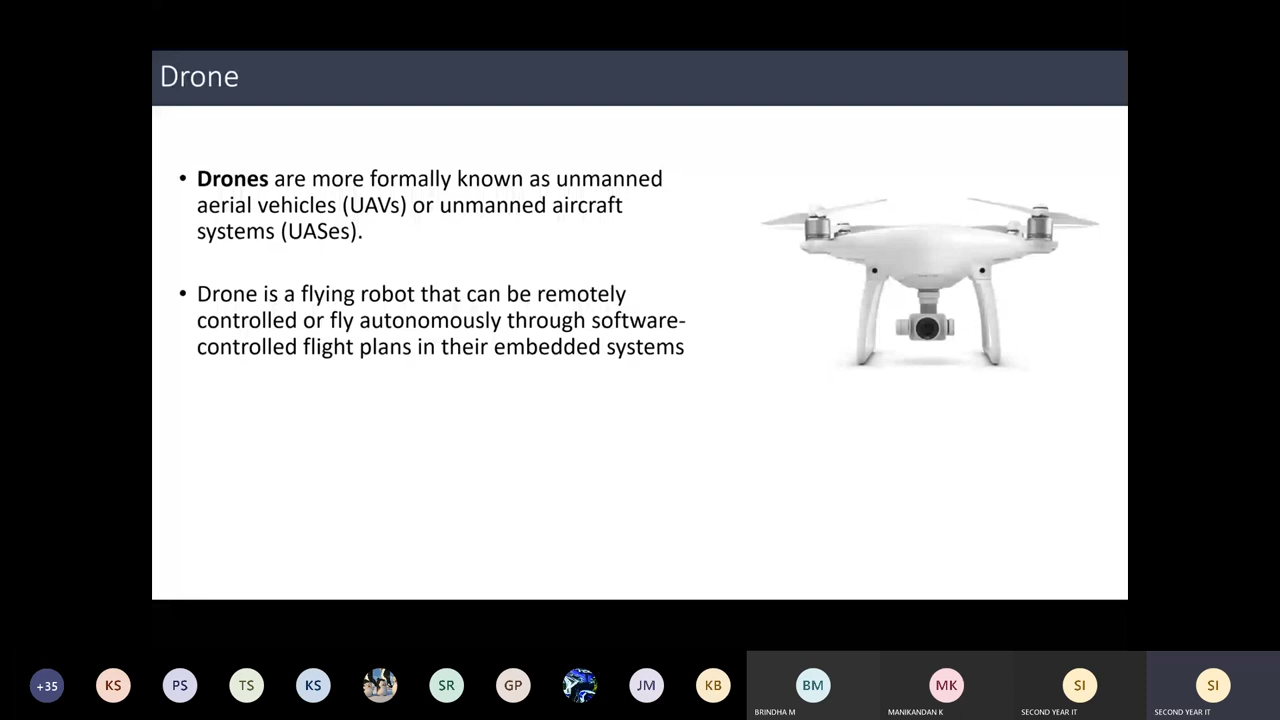 Drone
• Drones are more formally known as unmanned
aerial vehicles (UAVs) or unmanned aircraft
systems (UASes).
• Drone is a flying robot that can be remotely
controlled or fly autonomously through software-
controlled flight plans in their embedded systems
+35
KS
PS
TS
KS
SR
GP
JM
KB
BM
MK
SI
SI
BRINDHA M
MANIKANDAN K
SECOND YEAR IT
SECOND YEAR IT